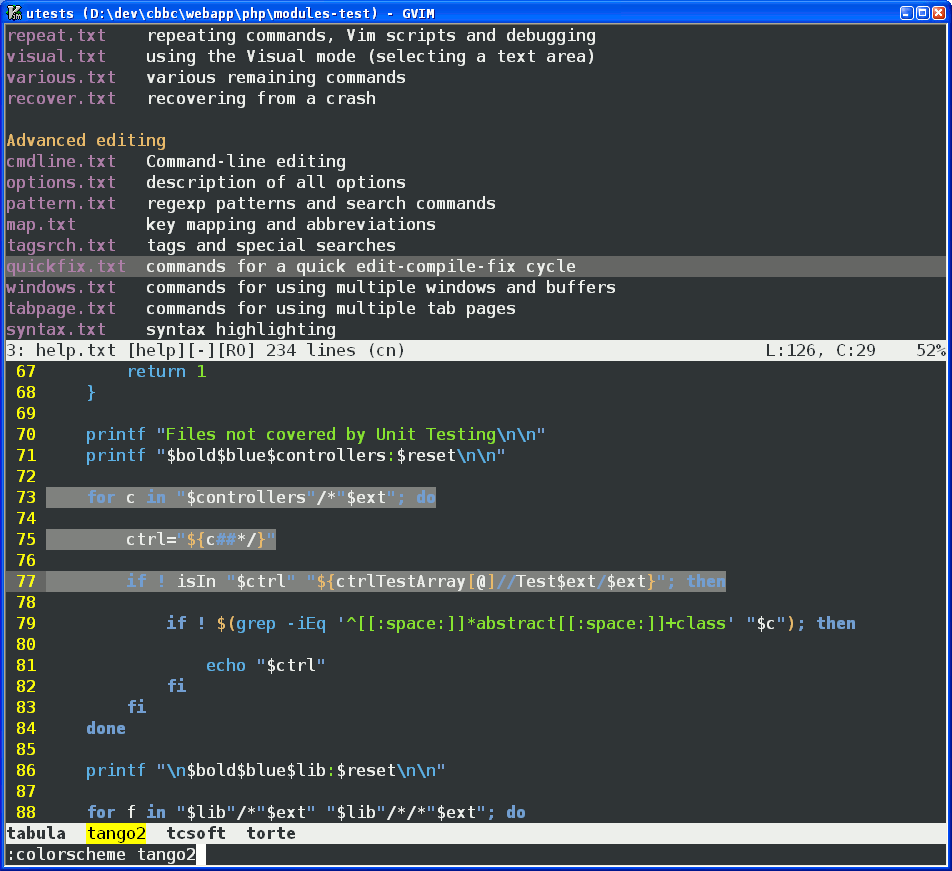 utests (D:\dev\cbbc\webapp\php\modules-test) - GVIM
repeat.txt    repeating commands, Vim scripts and debugging
visual.txt    using the Visual mode (selecting a text area)
various.txt   various remaining commands
recover.txt   recovering from a crash
Advanced editing
cmdline.txt   Command-line editing
options.txt   description of all options
pattern.txt   regexp patterns and search commands
map.txt       key mapping and abbreviations
tagsrch.txt   tags and special searches
quickfix.txt  commands for a quick edit-compile-fix cycle
windows.txt   commands for using multiple windows and buffers
tabpage.txt   commands for using multiple tab pages
syntax.txt    syntax highlighting
3: help.txt [help][-][RO] 234 lines (cn)    L:126, C:29    52%
67         return 1
68     }
69
70     printf "Files not covered by Unit Testing\n\n"
71     printf "$bold$blue$controllers:$reset\n\n"
72
73     for c in "$controllers"/*"$ext"; do
74
75         ctrl="${c##*/}"
76
77         if ! isIn "$ctrl" "${ctrlTestArray[@]//Test$ext/$ext}"; then
78
79             if ! $(grep -iEq '^[[:space:]]*abstract[[:space:]]+class' "$c"); then
80
81                 echo "$ctrl"
82             fi
83         fi
84     done
85
86     printf "\n$bold$blue$lib:$reset\n\n"
87
88     for f in "$lib"/*"$ext" "$lib"/*/*"$ext"; do
tabula  tango2  tcsoft  torte
:colorscheme tango2